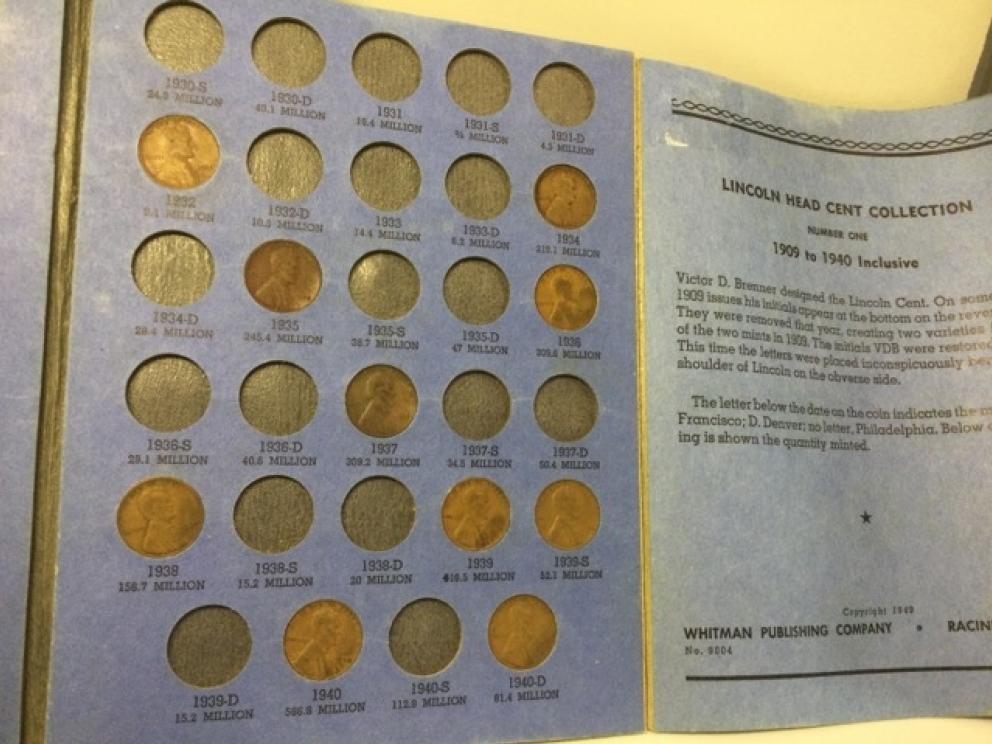 1930-S
24.3 MILLION
1930-D
40.1 MILLION
1931
19.4 MILLION
1931-S
¾ MILLION
1931-D
4.5 MILLION
1932
9.1 MILLION
1932-D
10.5 MILLION
1933
14.4 MILLION
1933-D
6.2 MILLION
1934
219.1 MILLION
1934-D
28.4 MILLION
1935
245.4 MILLION
1935-S
38.7 MILLION
1935-D
47 MILLION
1936
309.6 MILLION
1936-S
29.1 MILLION
1936-D
40.6 MILLION
1937
309.2 MILLION
1937-S
34.5 MILLION
1937-D
50.4 MILLION
1938
156.7 MILLION
1938-S
15.2 MILLION
1938-D
20 MILLION
1939
316.5 MILLION
1939-S
52.1 MILLION
1939-D
15.2 MILLION
1940
586.8 MILLION
1940-S
112.9 MILLION
1940-D
81.4 MILLION
LINCOLN HEAD CENT COLLECTION
NUMBER ONE
1909 to 1940 Inclusive
Victor D. Brenner designed the Lincoln Cent. On some
1909 issues his initials appear at the bottom on the rever
They were removed that year, creating two varieties
of the two mints in 1909. The initials VDB were restored
This time the letters were placed inconspicuously be
shoulder of Lincoln on the obverse side.
The letter below the date on the coin indicates the m
Francisco; D. Denver; no letter, Philadelphia. Below
ing is shown the quantity minted.
Copyright 1940
WHITMAN PUBLISHING COMPANY • RACIN
No. 9004